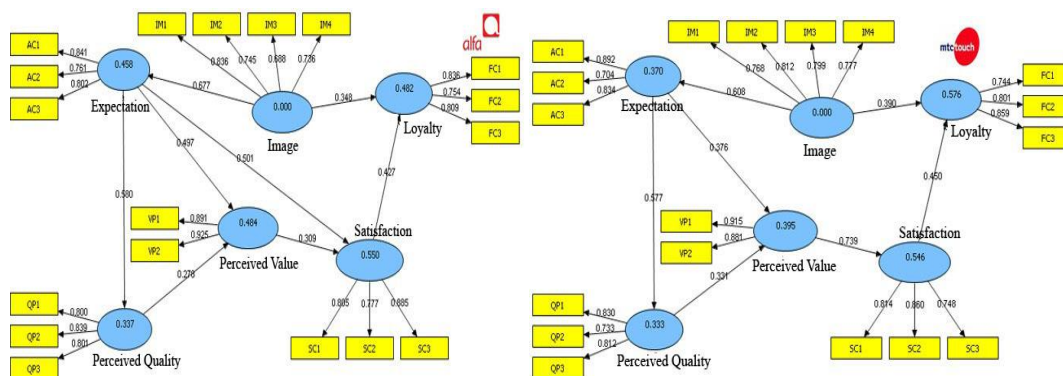 IM1 IM2 IM3 IM4
alfa
AC1 0.841
AC2 0.761
AC3 0.802
0.458
Expectation
0.836 0.745 0.688 0.736
0.677
0.000
Image
0.348
0.482
Loyalty
0.836 FC1
0.754 FC2
0.809 FC3
0.497
0.501
0.427
0.580
VP1 0.891
VP2 0.925
0.484
Perceived Value
0.309
Satisfaction
0.550
0.278
QP1 0.800
QP2 0.839
QP3 0.801
0.337
Perceived Quality
0.777
SC1 SC2 SC3
IM1 IM2 IM3 IM4
mtc touch
AC1 0.892
AC2 0.704
AC3 0.834
0.370
Expectation
0.768 0.812 0.799 0.777
0.608
0.000
Image
0.390
0.576
Loyalty
0.744 FC1
0.801 FC2
0.859 FC3
0.376
0.450
0.577
VP1 0.915
VP2 0.881
0.395
Perceived Value
0.739
Satisfaction
0.546
0.331
QP1 0.830
QP2 0.733
QP3 0.812
0.333
Perceived Quality
0.814 0.860 0.748
SC1 SC2 SC3